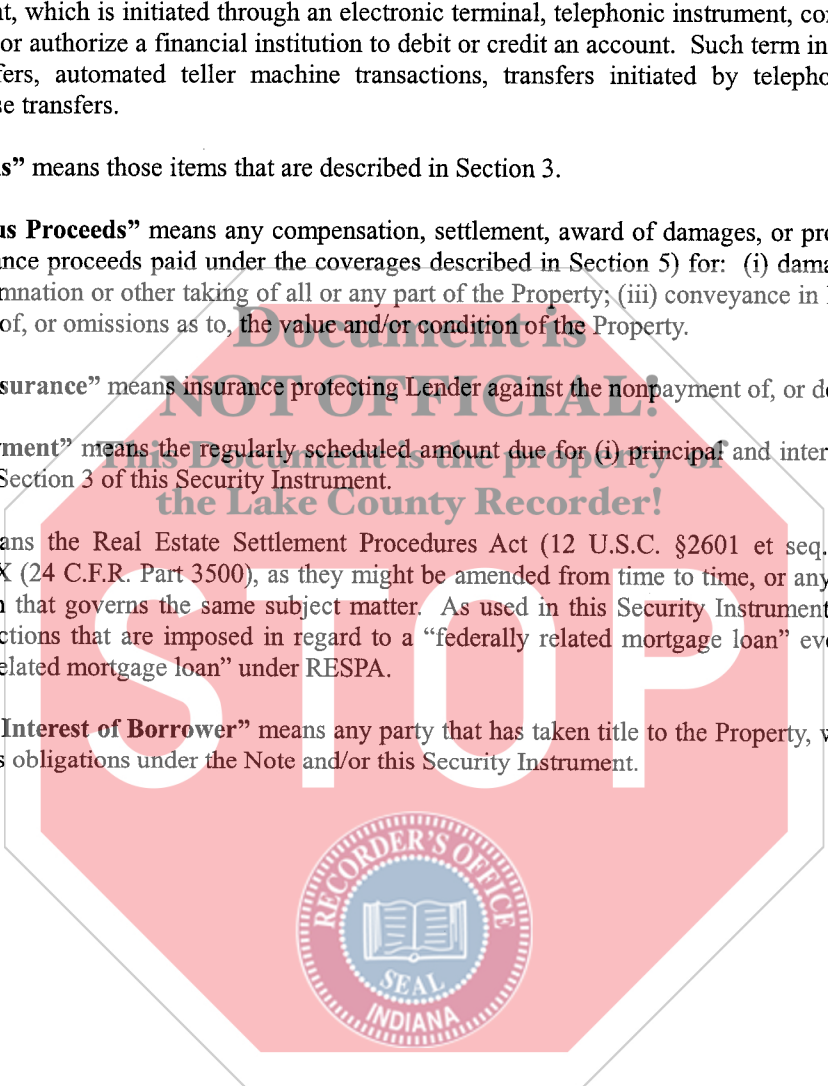 t, which is initiated through an electronic terminal, telephonic instrument, co
or authorize a financial institution to debit or credit an account. Such term in
fers, automated teller machine transactions, transfers initiated by telepho
se transfers.
s” means those items that are described in Section 3.
us Proceeds” means any compensation, settlement, award of damages, or pr
nce proceeds paid under the coverages described in Section 5) for: (i) dama
mnation or other taking of all or any part of the Property; (iii) conveyance in
of, or omissions as to, the value and/or condition of the Property.
Document is
surance” means insurance protecting Lender against the nonpayment of, or de
NOT OFFICIAL!
ment” means the regularly scheduled amount due for (i) principal and inter
This Document is the property of
Section 3 of this Security Instrument.
the Lake County Recorder!
ans the Real Estate Settlement Procedures Act (12 U.S.C. §2601 et seq.
X (24 C.F.R. Part 3500), as they might be amended from time to time, or any
that governs the same subject matter. As used in this Security Instrument
ctions that are imposed in regard to a “federally related mortgage loan” eve
elated mortgage loan” under RESPA.
STOP
Interest of Borrower” means any party that has taken title to the Property, w
s obligations under the Note and/or this Security Instrument.
RECORDER'S OFFICE
SEAL
INDIANA